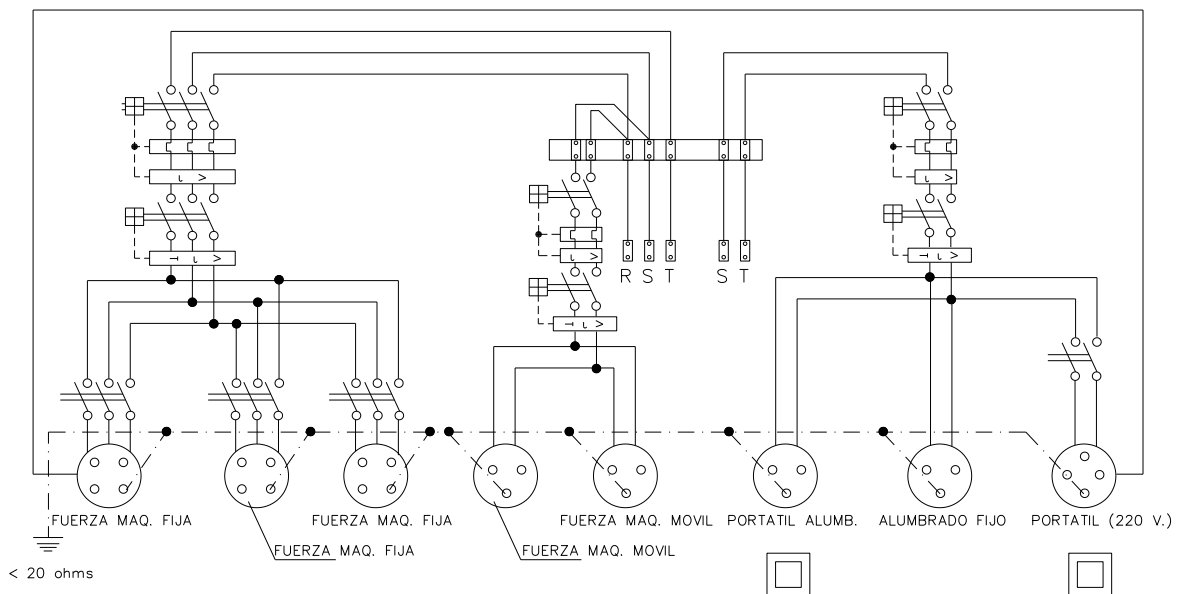 R S T S T
FUERZA MAQ. FIJA
FUERZA MAQ. FIJA
FUERZA MAQ. MOVIL
PORTATIL ALUMB.
ALUMBRADO FIJO
PORTATIL (220 V.)
FUERZA MAQ. FIJA
FUERZA MAQ. MOVIL
< 20 ohms